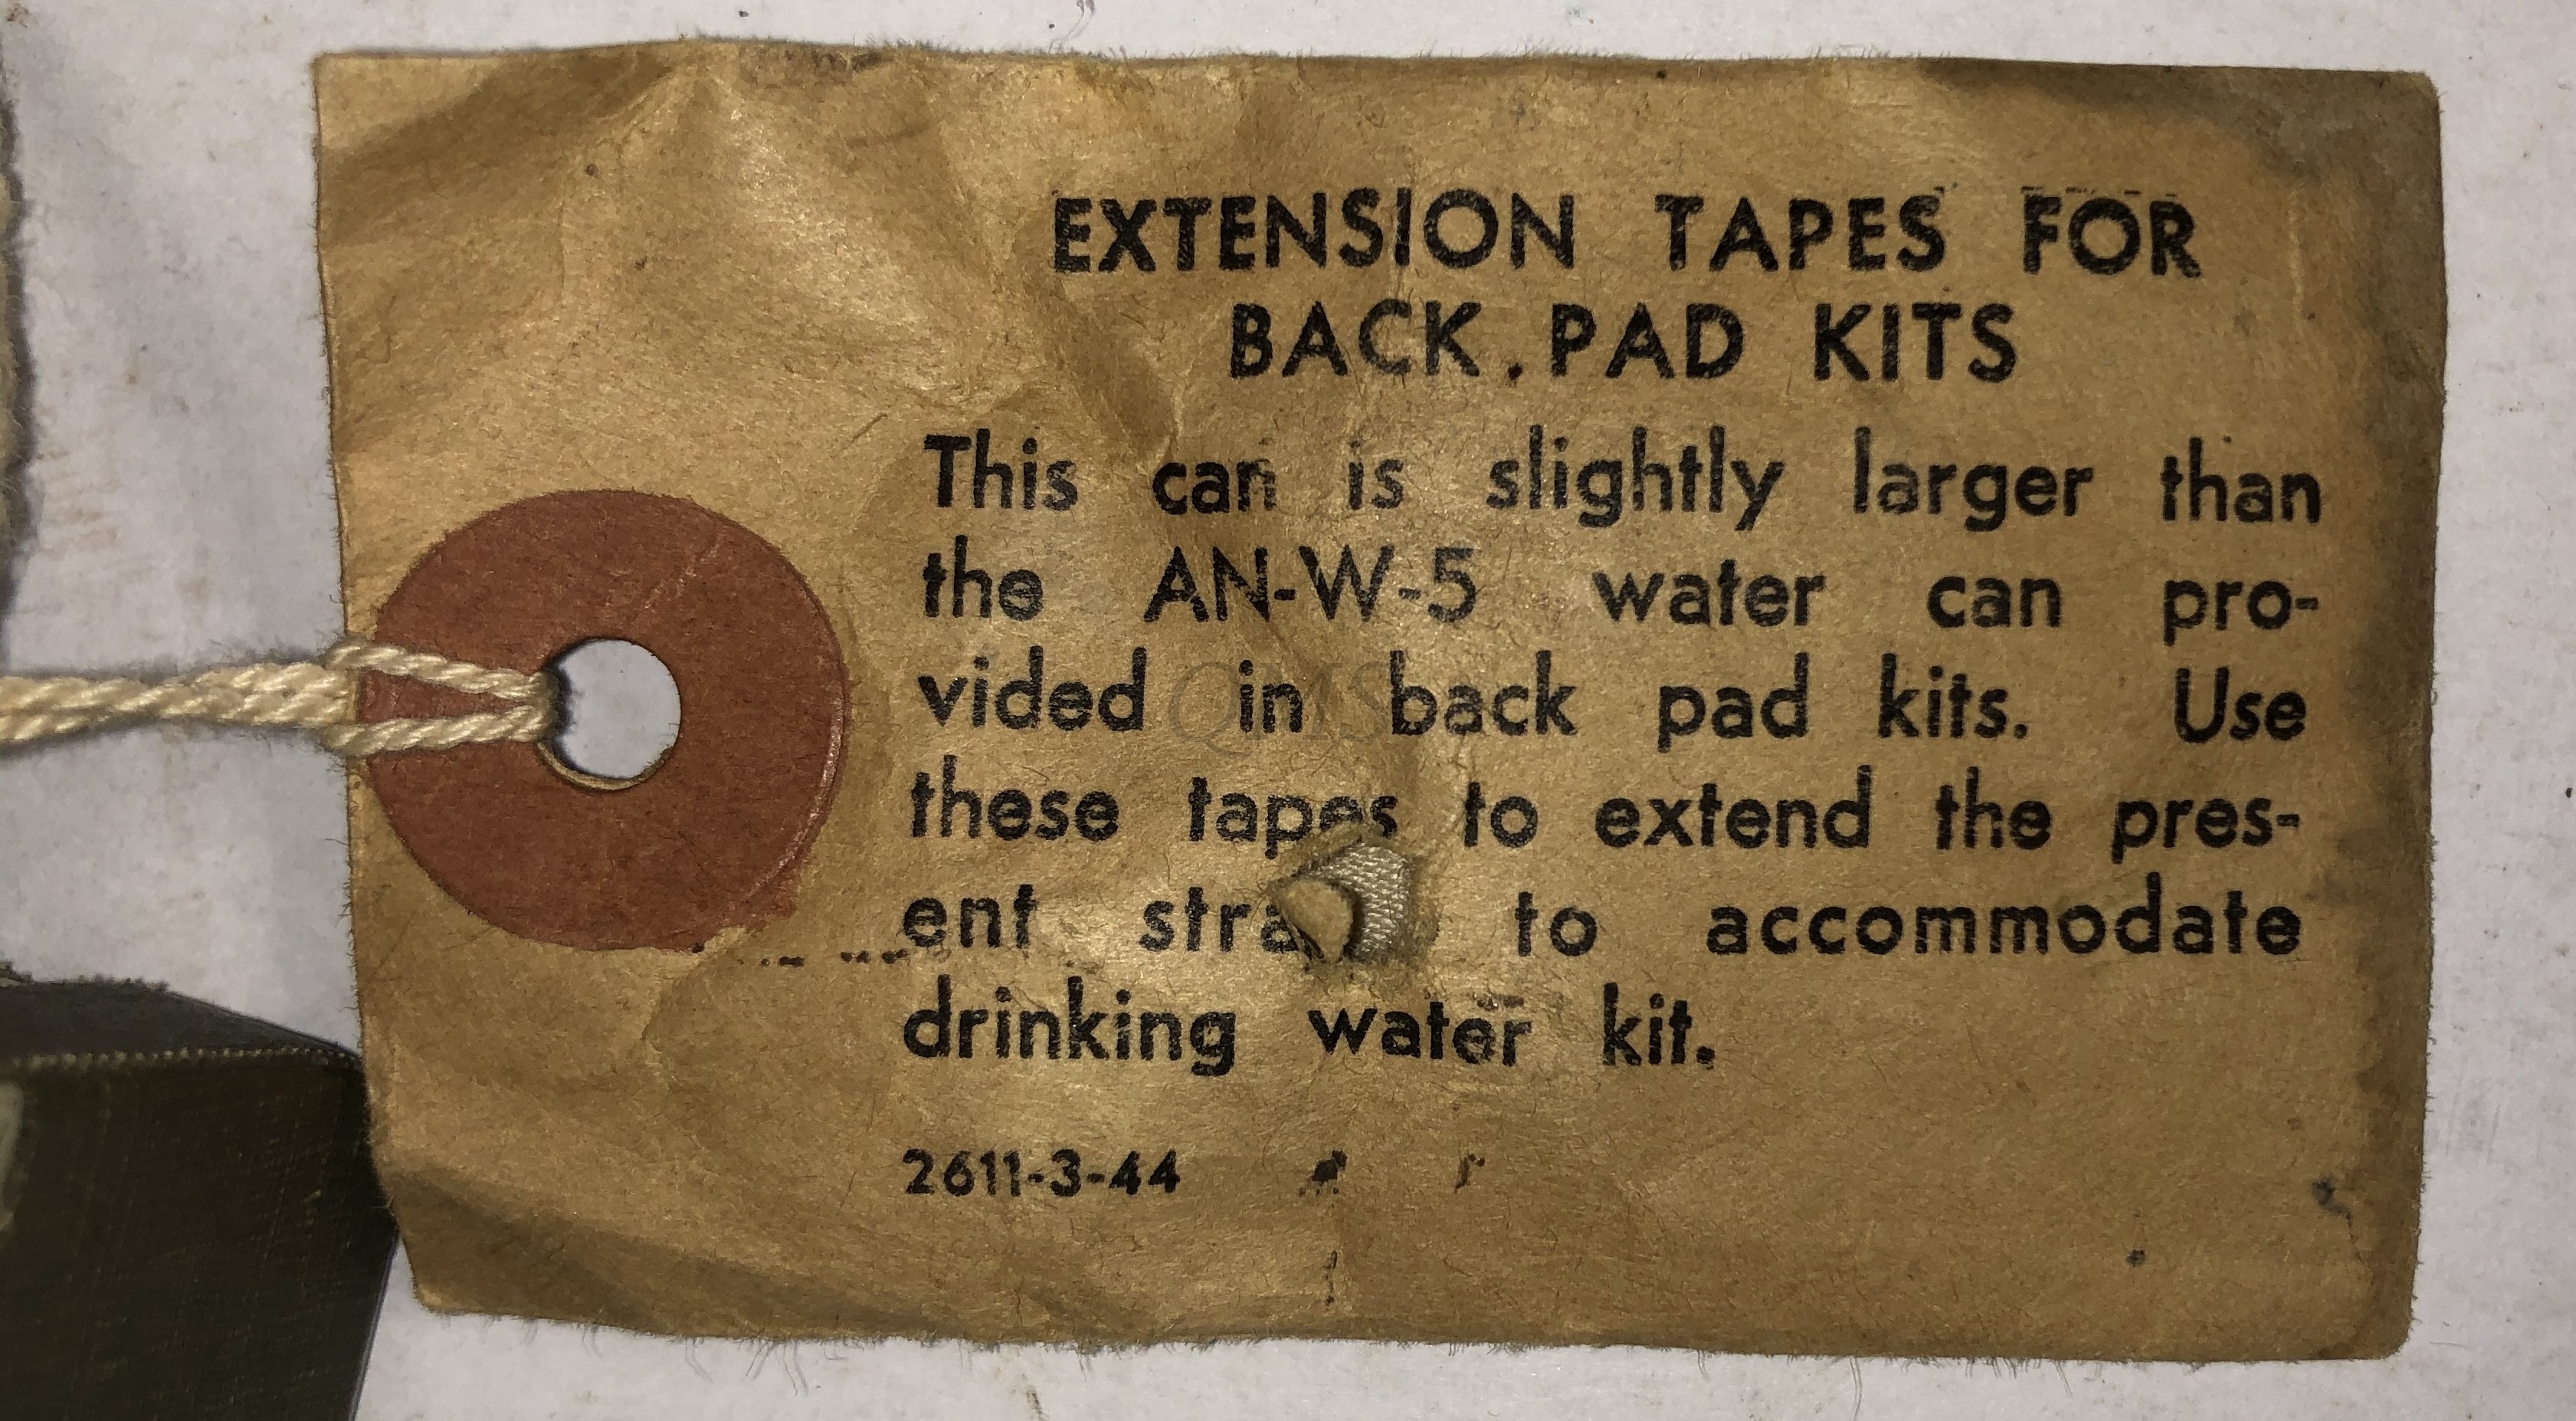 EXTENSION TAPES FOR
BACK PAD KITS
This can is slightly larger than
the AN-W-5 water can pro-
vided in back pad kits. Use
these tapes to extend the pres-
ent to accommodate
drinking water kit.
2611-3-44
QMS